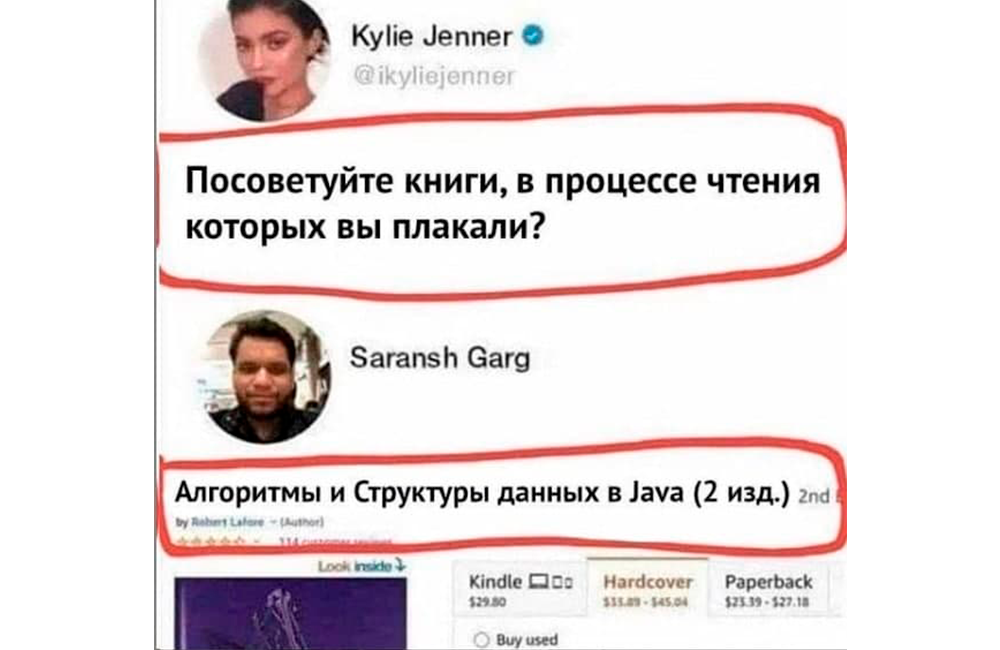 Kylie Jenner
@ikyliejenner
Посоветуйте книги, в процессе чтения
которых вы плакали?
Saransh Garg
Алгоритмы и Структуры данных в Java (2 изд.) 2nd
by Robert Lafore (Author)
114 customer reviews
Look inside
Kindle Hardcover Paperback
$29.80 $33.89 - $45.04 $23.39 - $27.18
Buy used